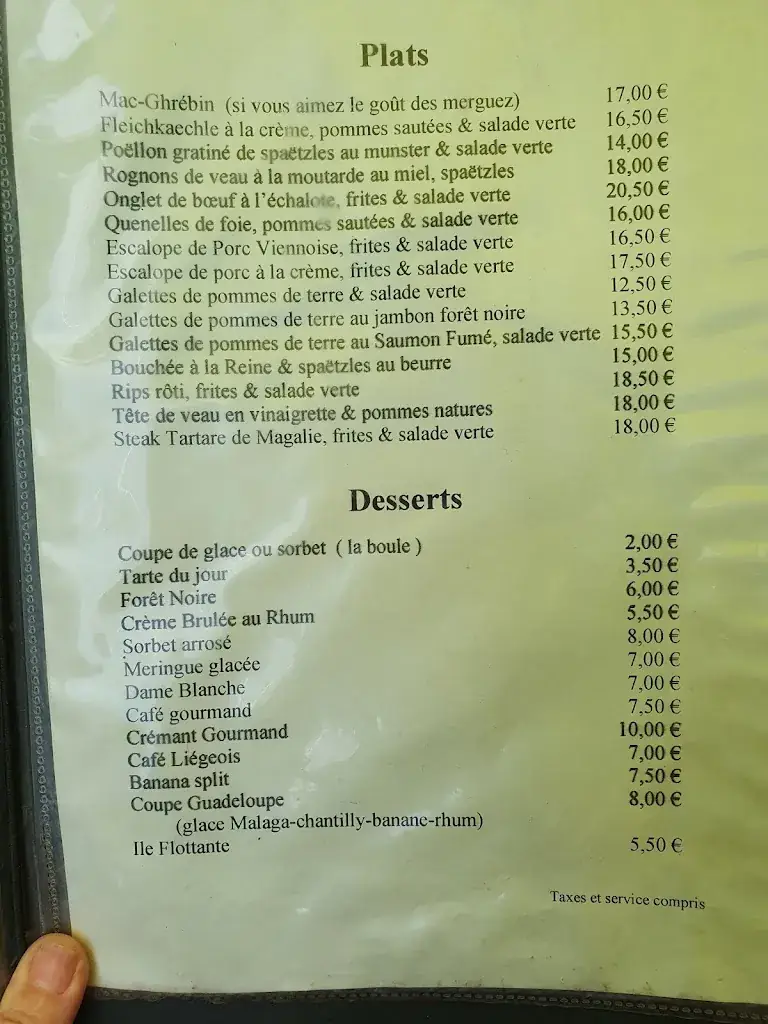 Plats
Mac-Ghrébin (si vous aimez le goût des merguez) 17,00 €
Fleichkaechle à la crème, pommes sautées & salade verte 16,50 €
Poëllon gratiné de spaëtzles au munster & salade verte 14,00 €
Rognons de veau à la moutarde au miel, spaëtzles 18,00 €
Onglet de bœuf à l'échalote, frites & salade verte 20,50 €
Quenelles de foie, pommes sautées & salade verte 16,00 €
Escalope de Porc Viennoise, frites & salade verte 16,50 €
Escalope de porc à la crème, frites & salade verte 17,50 €
Galettes de pommes de terre & salade verte 12,50 €
Galettes de pommes de terre au jambon forêt noire 13,50 €
Galettes de pommes de terre au Saumon Fumé, salade verte 15,50 €
Bouchée à la Reine & spaëtzles au beurre 15,00 €
Rips rôti, frites & salade verte 18,50 €
Tête de veau en vinaigrette & pommes natures 18,00 €
Steak Tartare de Magalie, frites & salade verte 18,00 €
Desserts
Coupe de glace ou sorbet ( la boule ) 2,00 €
Tarte du jour 3,50 €
Forêt Noire 6,00 €
Crème Brulée au Rhum 5,50 €
Sorbet arrosé 8,00 €
Meringue glacée 7,00 €
Dame Blanche 7,00 €
Café gourmand 7,50 €
Crémant Gourmand 10,00 €
Café Liégeois 7,00 €
Banana split 7,50 €
Coupe Guadeloupe 8,00 €
(glace Malaga-chantilly-banane-rhum)
Ile Flottante 5,50 €
Taxes et service compris